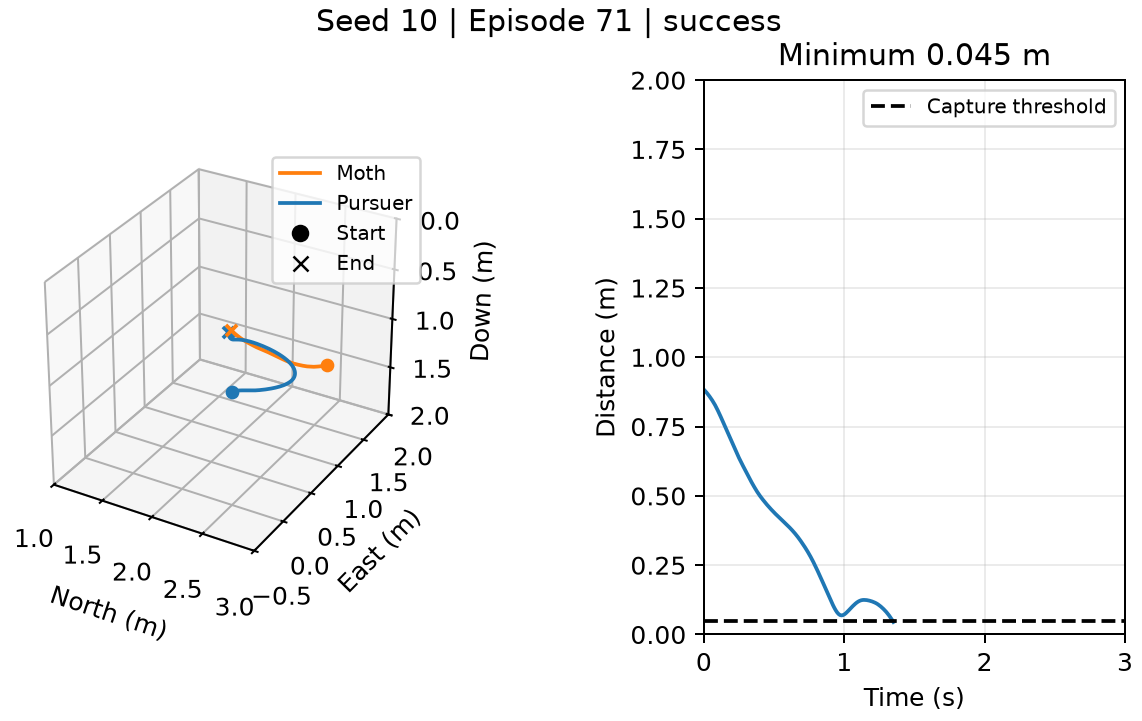 Seed 10 | Episode 71 | success
Moth
Pursuer
Start
End
0.0
0.5
1.0
1.5
2.0
Down (m)
2.0
1.5
1.0
0.5
0.0
−0.5
East (m)
1.0
1.5
2.0
2.5
3.0
North (m)
Minimum 0.045 m
Capture threshold
2.00
1.75
1.50
1.25
1.00
0.75
0.50
0.25
0.00
Distance (m)
0 1 2 3
Time (s)